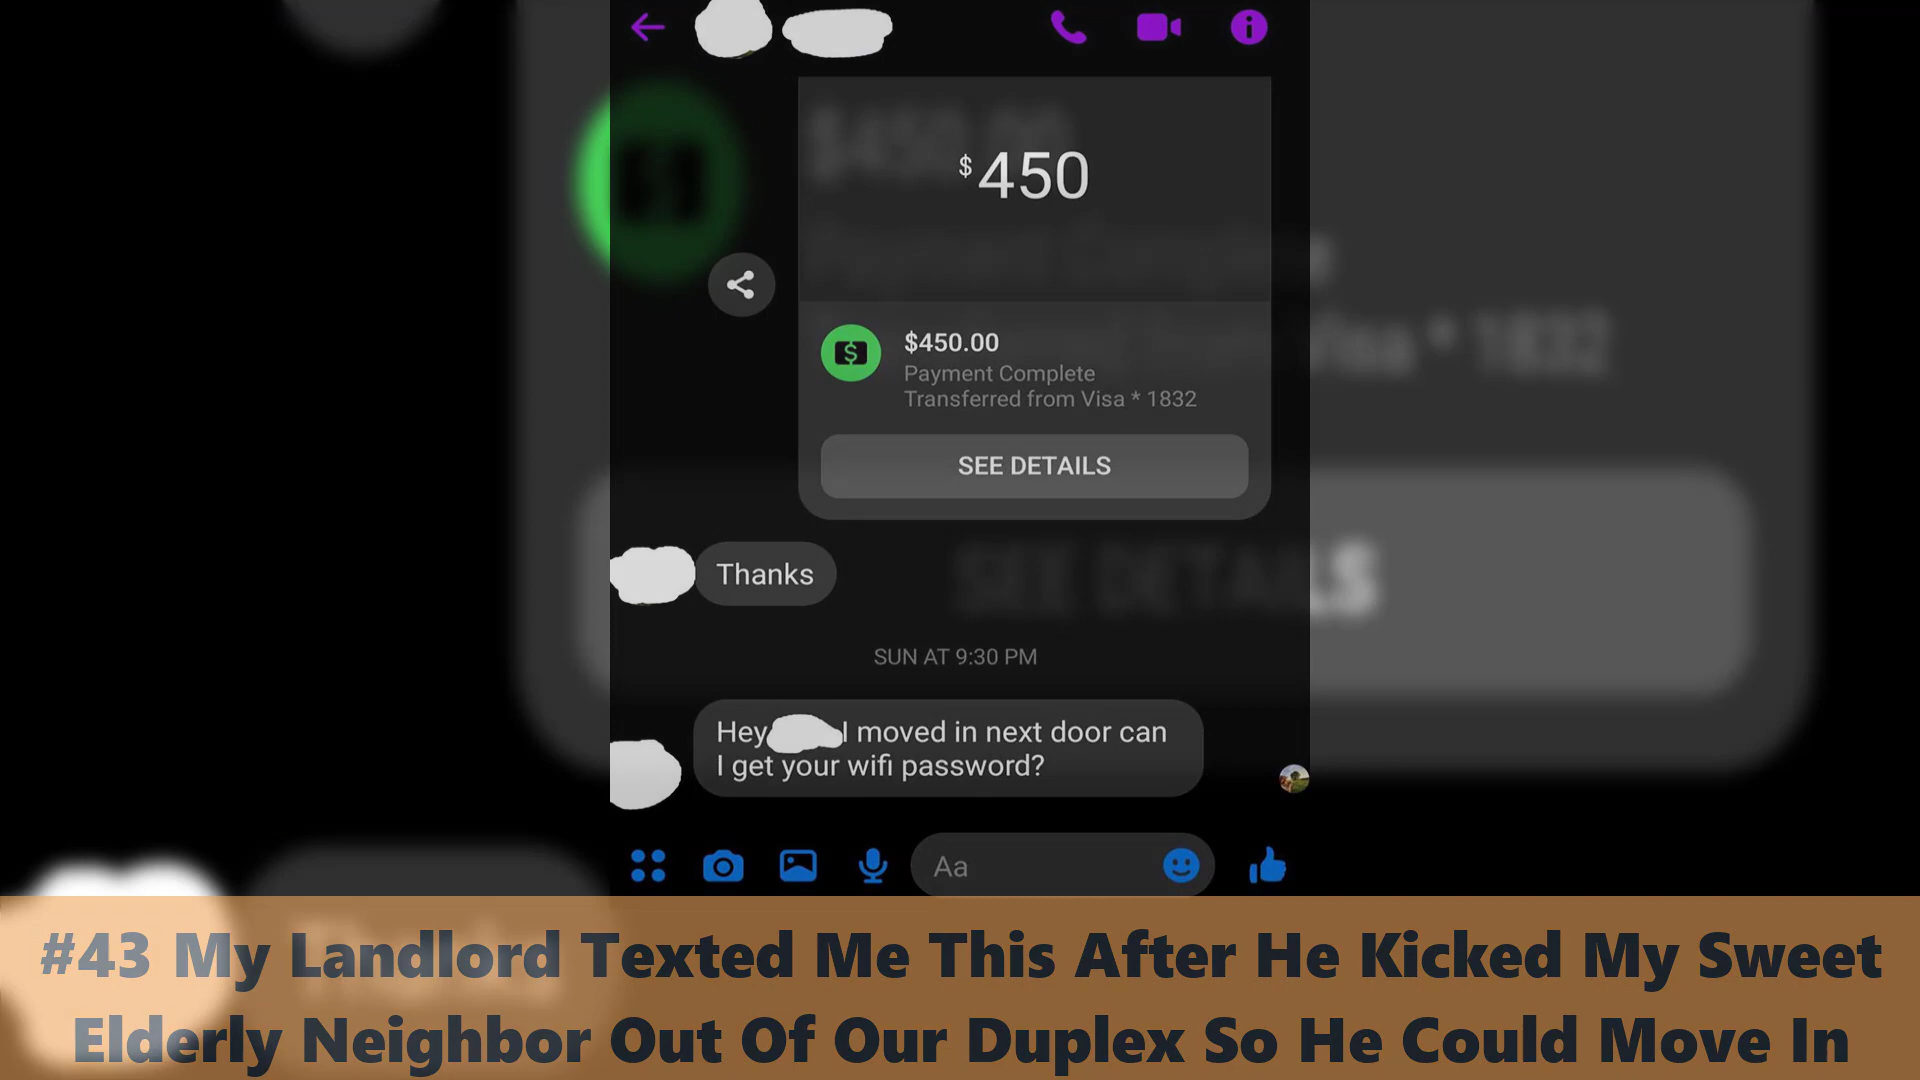 $450
$450.00
Payment Complete
Transferred from Visa * 1832
SEE DETAILS
Thanks
SUN AT 9:30 PM
Hey I moved in next door can
I get your wifi password?
Aa
#43 My Landlord Texted Me This After He Kicked My Sweet
Elderly Neighbor Out Of Our Duplex So He Could Move In